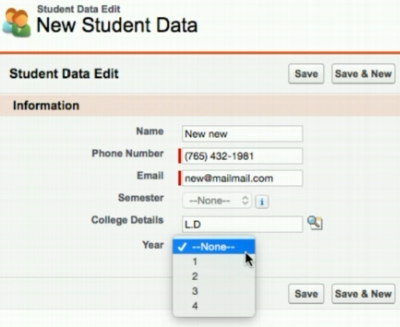 Student Data Edit
New Student Data
Student Data Edit Save Save & New
Information
Name New new
Phone Number (765) 432-1981
Email new@mailmail.com
Semester --None-- i
College Details L.D
Year ✓ --None--
1
2
3
4
Save Save & New